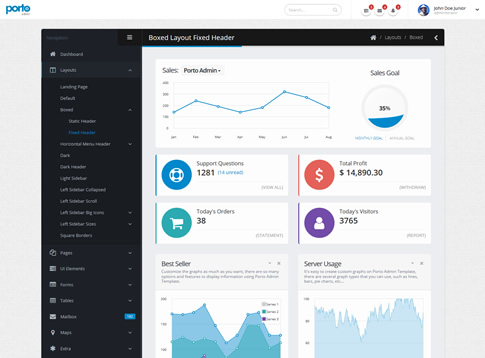 porto
admin
Search...
John Doe Junior
Navigation
Boxed Layout Fixed Header
/ Layouts / Boxed
Dashboard
Layouts
Landing Page
Default
Boxed
Static Header
Fixed Header
Horizontal Menu Header
Dark
Dark Header
Light Sidebar
Left Sidebar Collapsed
Left Sidebar Scroll
Left Sidebar Big Icons
Left Sidebar Sizes
Square Borders
Pages
UI Elements
Forms
Tables
Mailbox
Maps
Extra
Sales: Porto Admin
400
300
200
100
0
Jan Feb Mar Apr May Jun Jul Aug
Sales Goal
35%
MONTHLY GOAL ANNUAL GOAL
Support Questions
1281 (14 unread)
(VIEW ALL)
Total Profit
$ 14,890.30
(WITHDRAW)
Today's Orders
38
(STATEMENT)
Today's Visitors
3765
(REPORT)
Best Seller
Customize the graphs as much as you want, there are so many
options and features to display information using Porto Admin
Template.
200
Series 1
Series 2
Series 3
Server Usage
It's easy to create custom graphs on Porto Admin Template,
there are several graph types that you can use, such as lines,
bars, pie charts, etc...
100